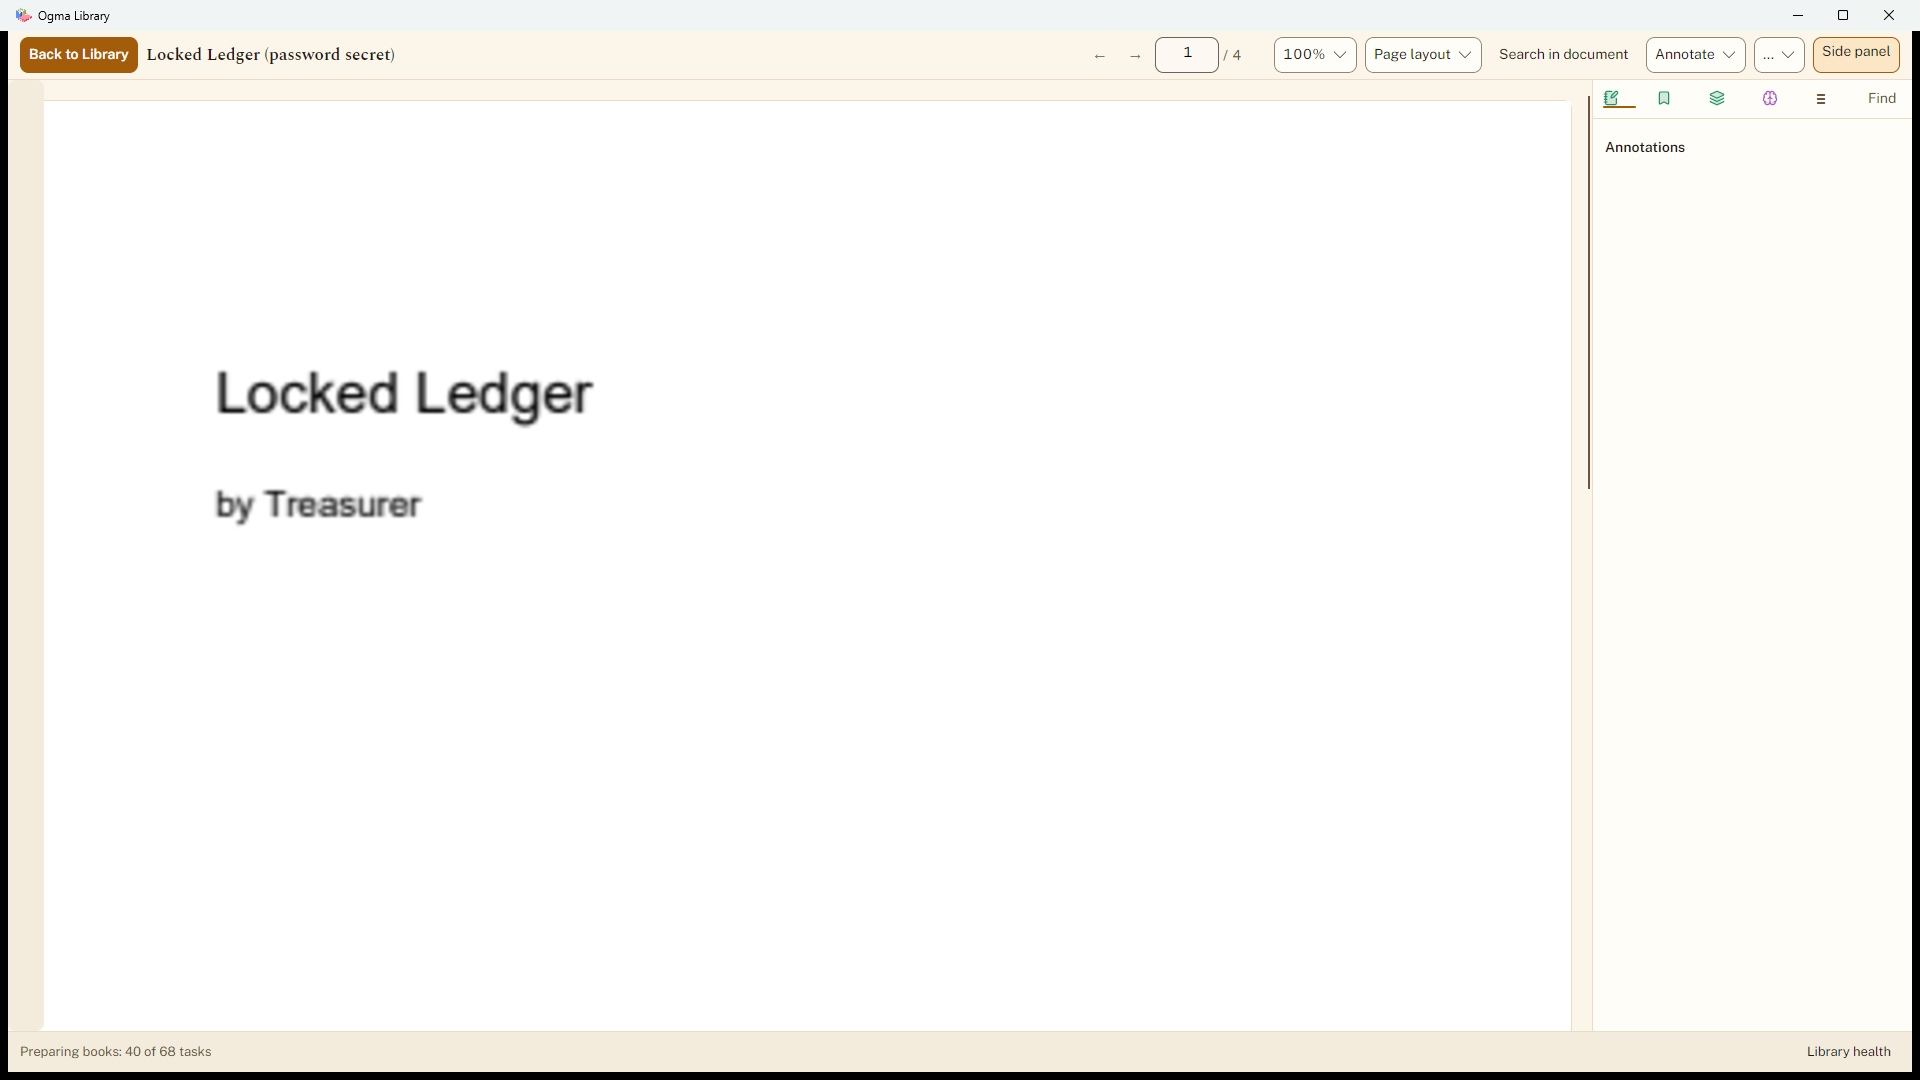 Ogma Library
Back to Library
Locked Ledger (password secret)
← → 1 / 4
100%
Page layout
Search in document
Annotate
...
Side panel
Find
Annotations
Locked Ledger
by Treasurer
Preparing books: 40 of 68 tasks
Library health